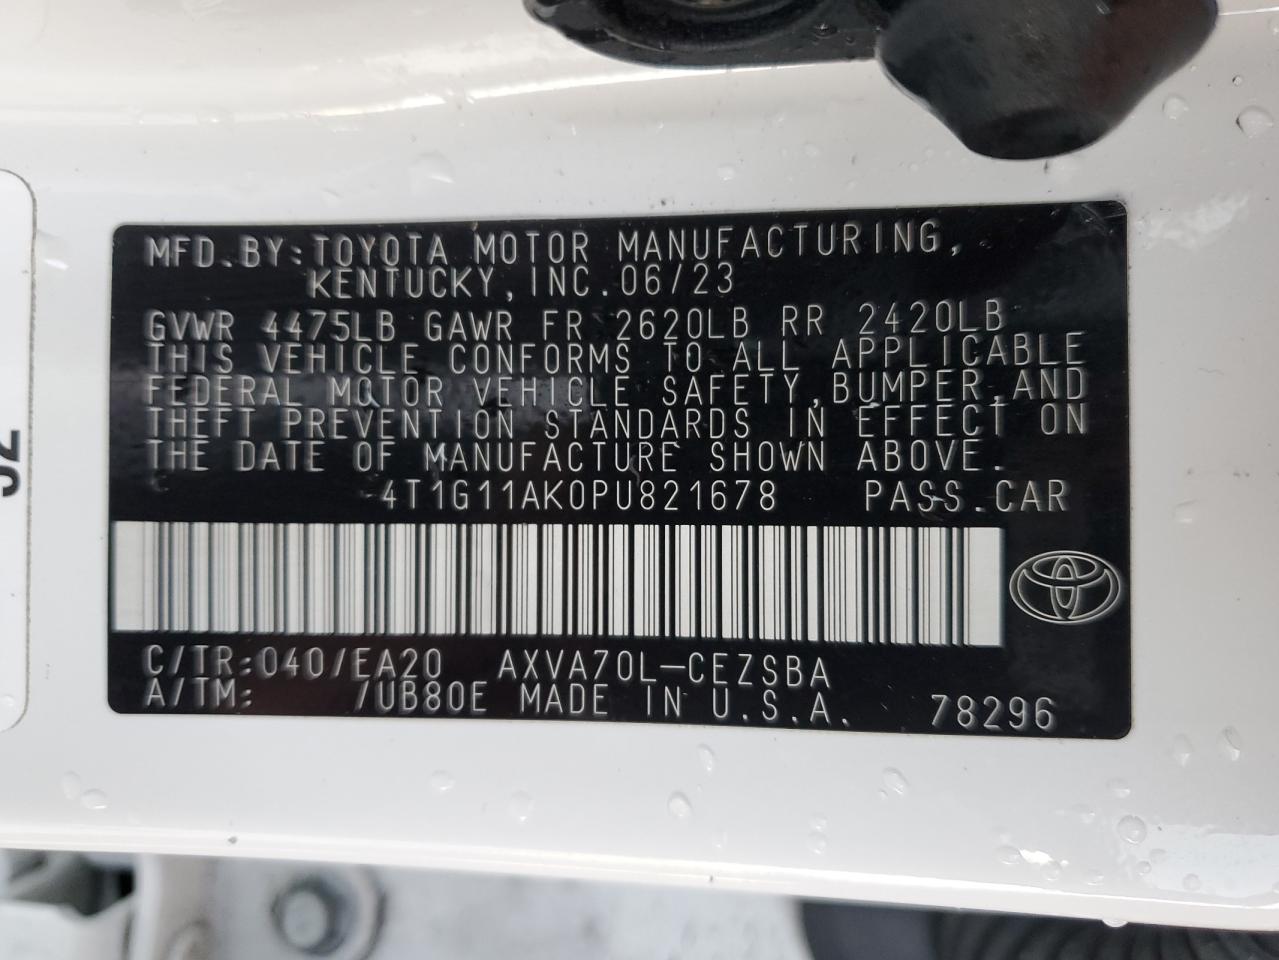 MFD.BY:TOYOTA MOTOR MANUFACTURING,
KENTUCKY,INC.06/23
GVWR 4475LB GAWR FR 2620LB RR 2420LB
THIS VEHICLE CONFORMS TO ALL APPLICABLE
FEDERAL MOTOR VEHICLE SAFETY,BUMPER,AND
THEFT PREVENTION STANDARDS IN EFFECT ON
THE DATE OF MANUFACTURE SHOWN ABOVE.
4T1G11AK0PU821678 PASS.CAR
C/TR:040/EA20 AXVA70L-CEZSBA
A/TM: /UB80E MADE IN U.S.A. 78296